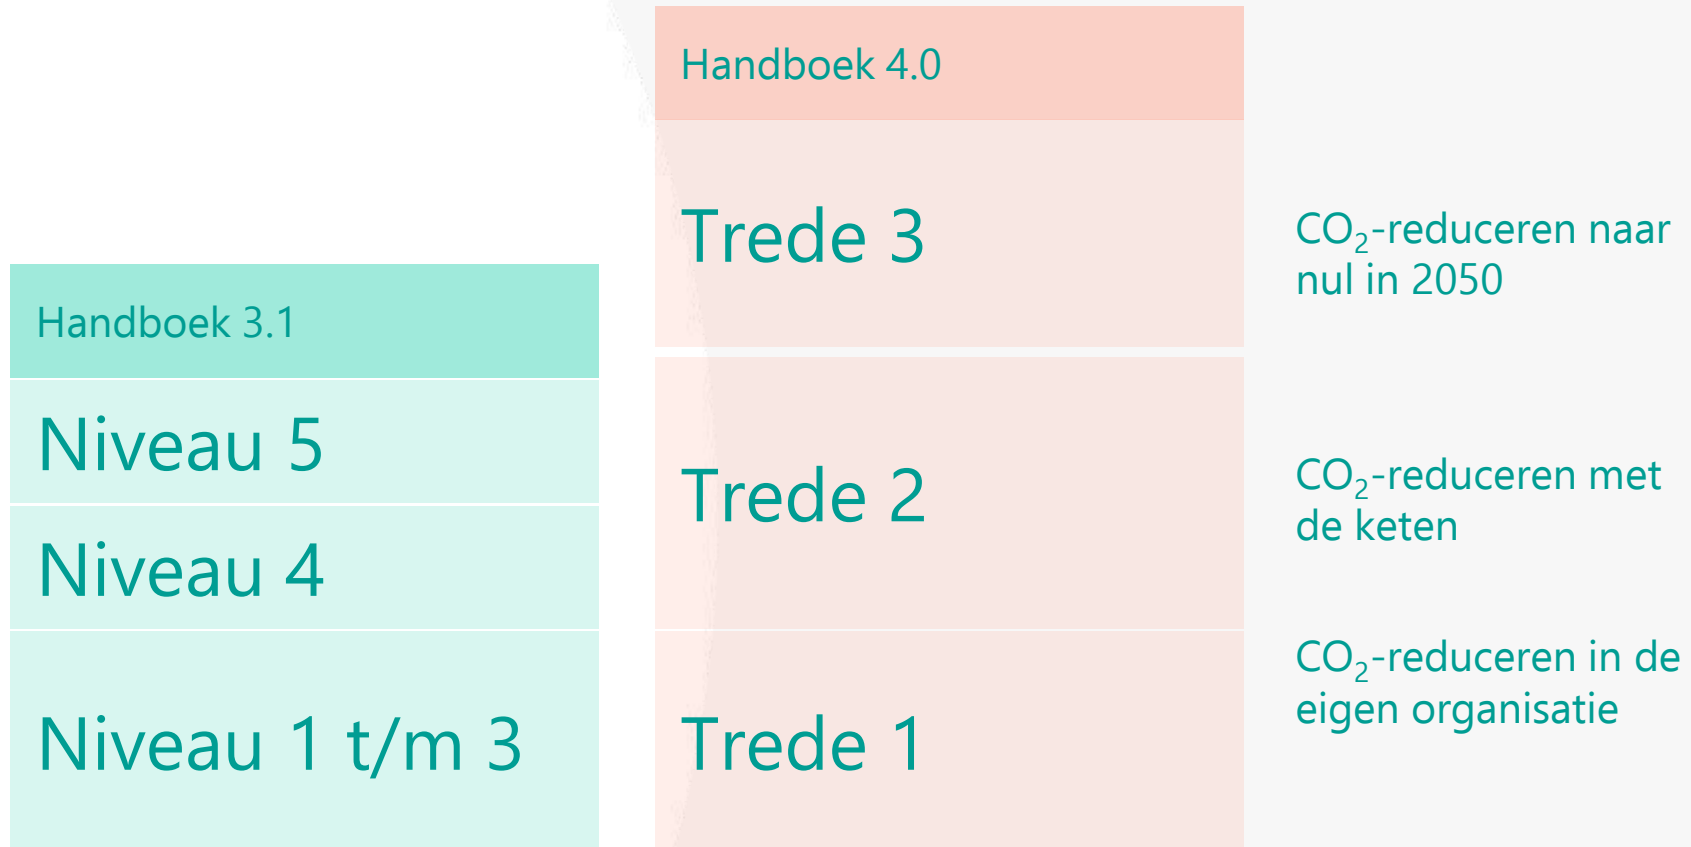 Handboek 3.1
Niveau 5
Niveau 4
Niveau 1 t/m 3
Handboek 4.0
Trede 3
Trede 2
Trede 1
CO₂-reduceren naar
nul in 2050
CO₂-reduceren met
de keten
CO₂-reduceren in de
eigen organisatie